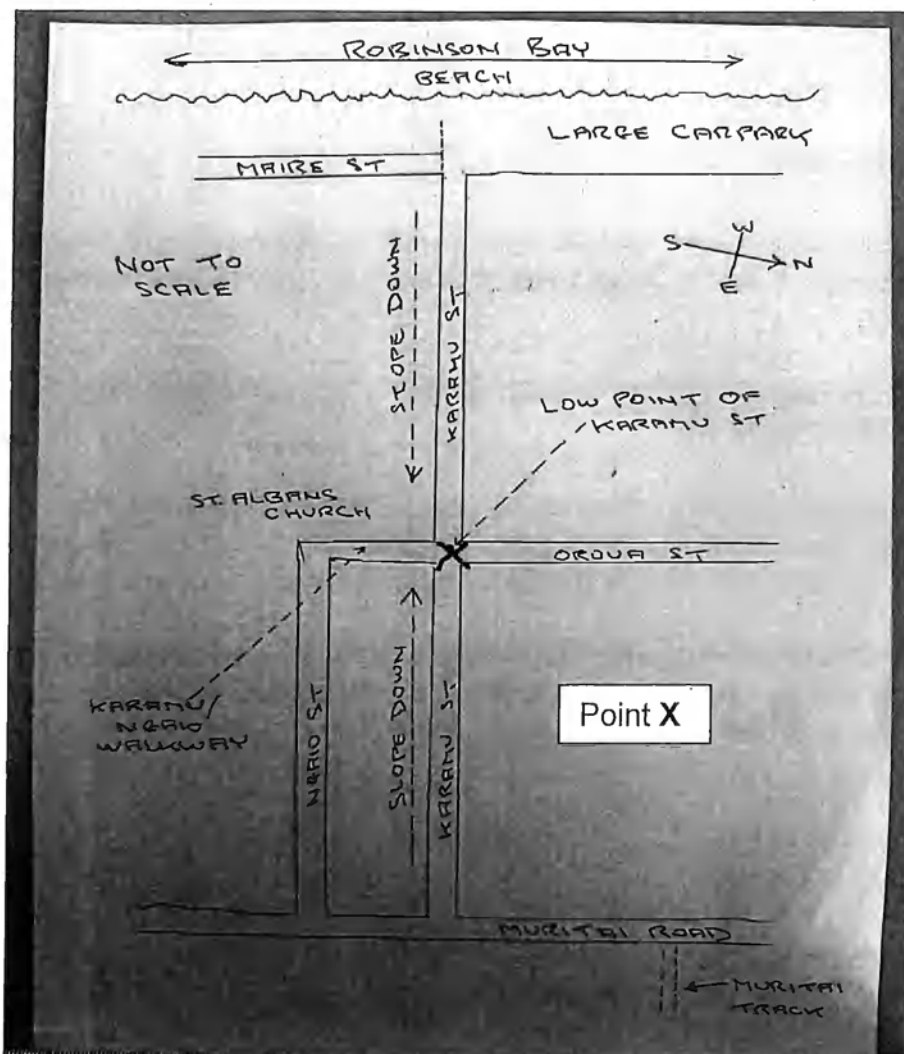 ROBINSON BAY
BEACH
LARGE CARPARK
MAIRE ST
S W N E
NOT TO
SCALE
SLOPE DOWN
KARAMU ST
LOW POINT OF
KARAMU ST
ST. ALBANS
CHURCH
X
OROUA ST
KARAMU/
NGAIO
WALKWAY
NGAIO ST
SLOPE DOWN
KARAMU ST
Point X
MURITAI ROAD
MURITAI
TRACK